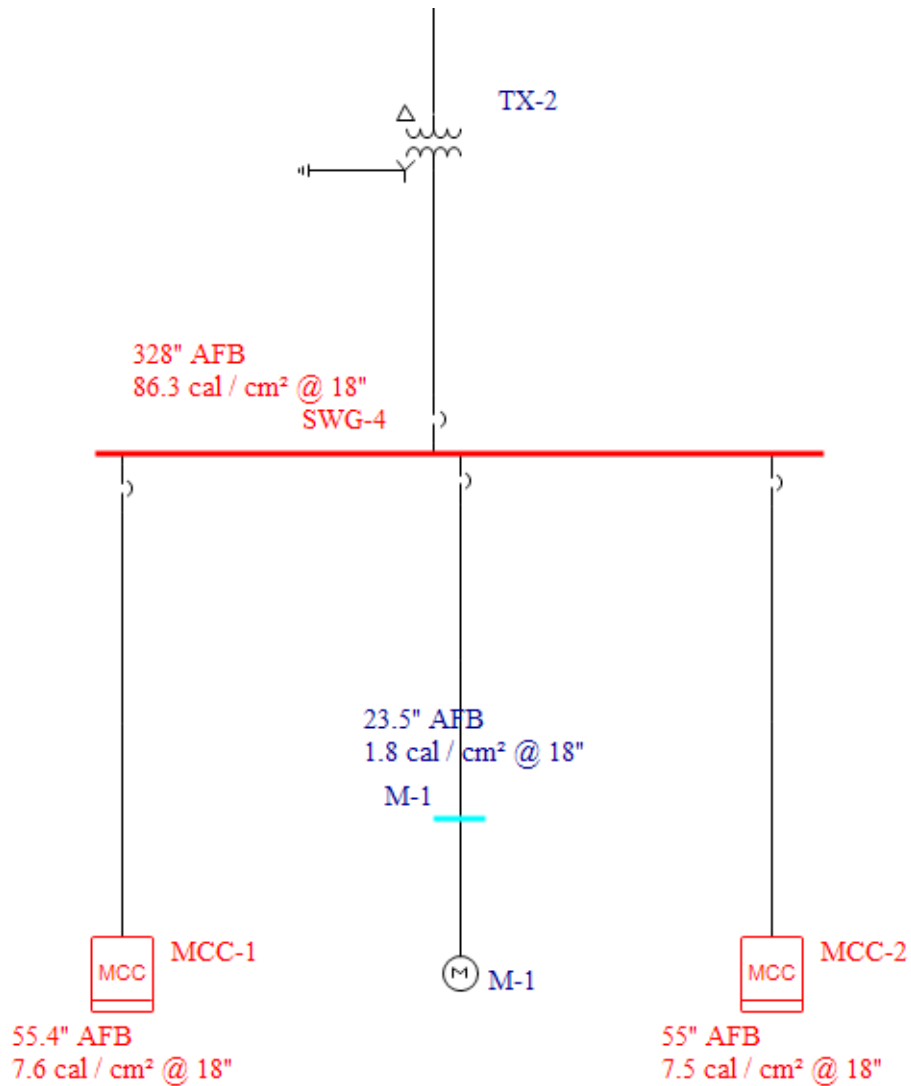 TX-2
328" AFB
86.3 cal / cm² @ 18"
SWG-4
23.5" AFB
1.8 cal / cm² @ 18"
M-1
MCC
MCC-1
M
M-1
MCC
MCC-2
55.4" AFB
7.6 cal / cm² @ 18"
55" AFB
7.5 cal / cm² @ 18"